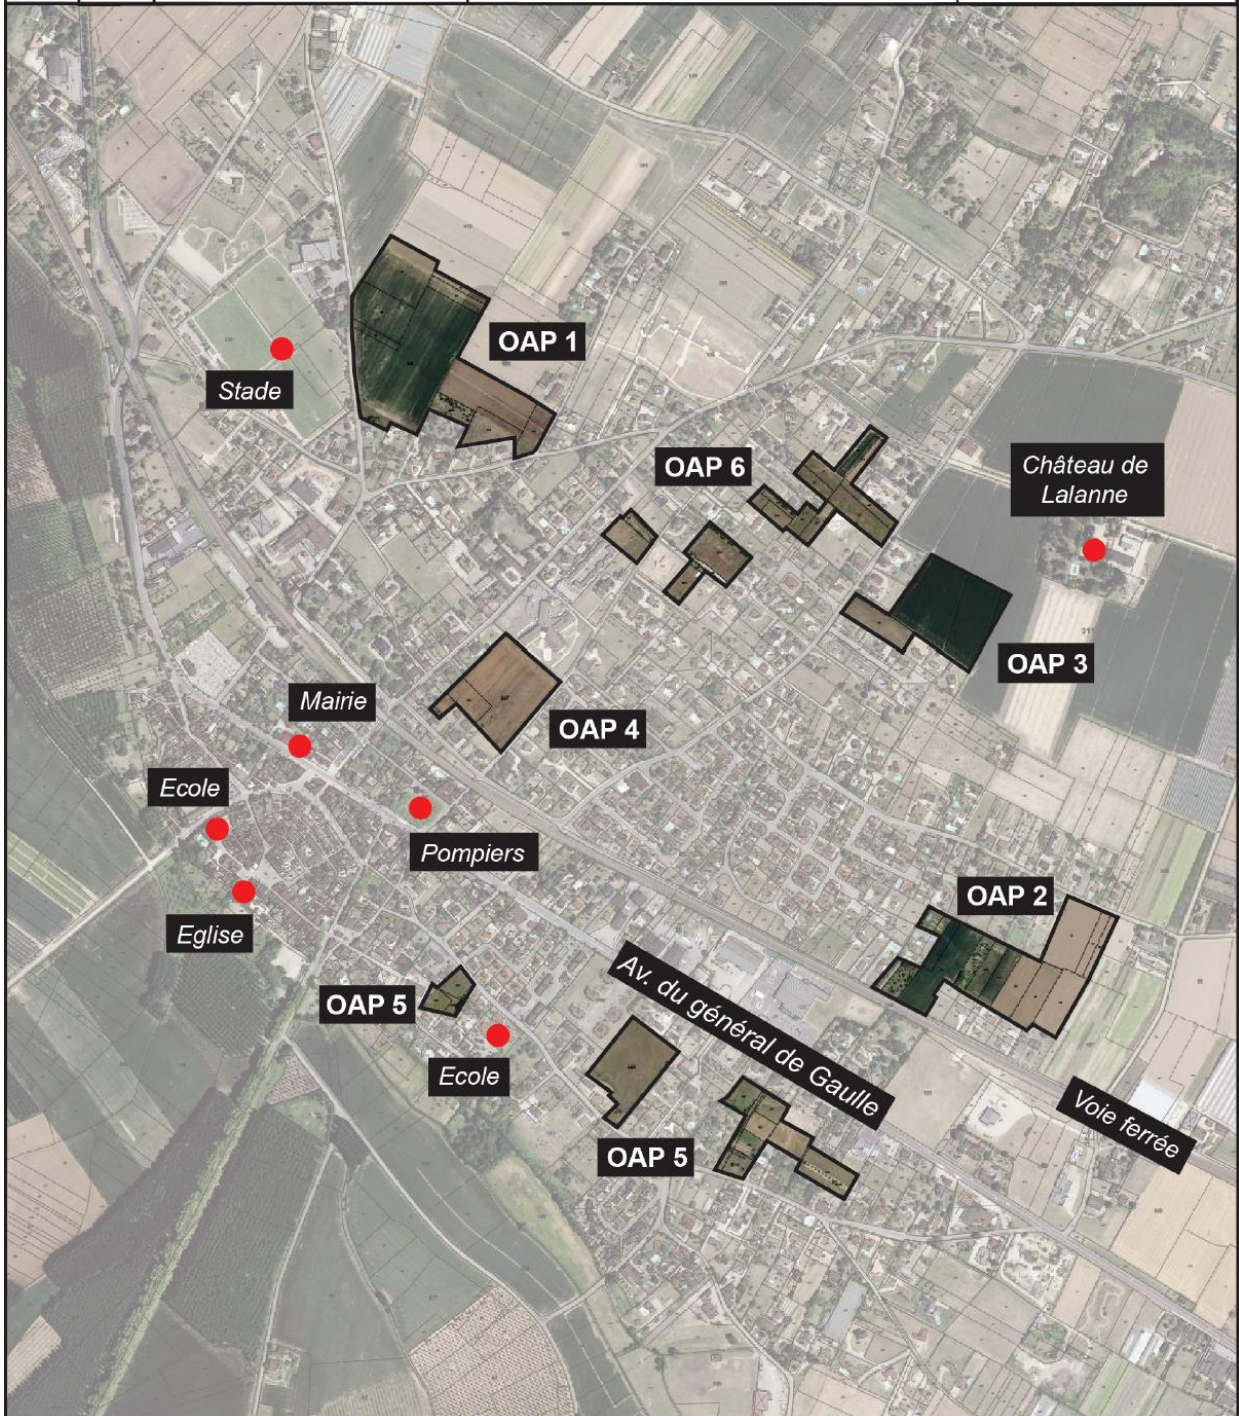 OAP 1
Stade
OAP 6
Château de
Lalanne
OAP 3
Mairie
OAP 4
Ecole
Pompiers
OAP 2
Eglise
Av. du général de Gaulle
OAP 5
Ecole
Voie ferrée
OAP 5